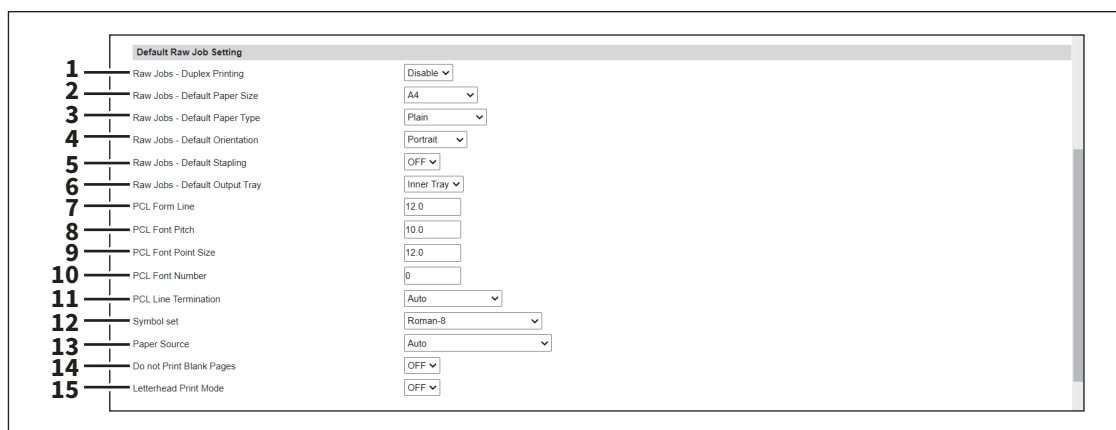 Default Raw Job Setting
1 Raw Jobs - Duplex Printing Disable
2 Raw Jobs - Default Paper Size A4
3 Raw Jobs - Default Paper Type Plain
4 Raw Jobs - Default Orientation Portrait
5 Raw Jobs - Default Stapling OFF
6 Raw Jobs - Default Output Tray Inner Tray
7 PCL Form Line 12.0
8 PCL Font Pitch 10.0
9 PCL Font Point Size 12.0
10 PCL Font Number 0
11 PCL Line Termination Auto
12 Symbol set Roman-8
13 Paper Source Auto
14 Do not Print Blank Pages OFF
15 Letterhead Print Mode OFF